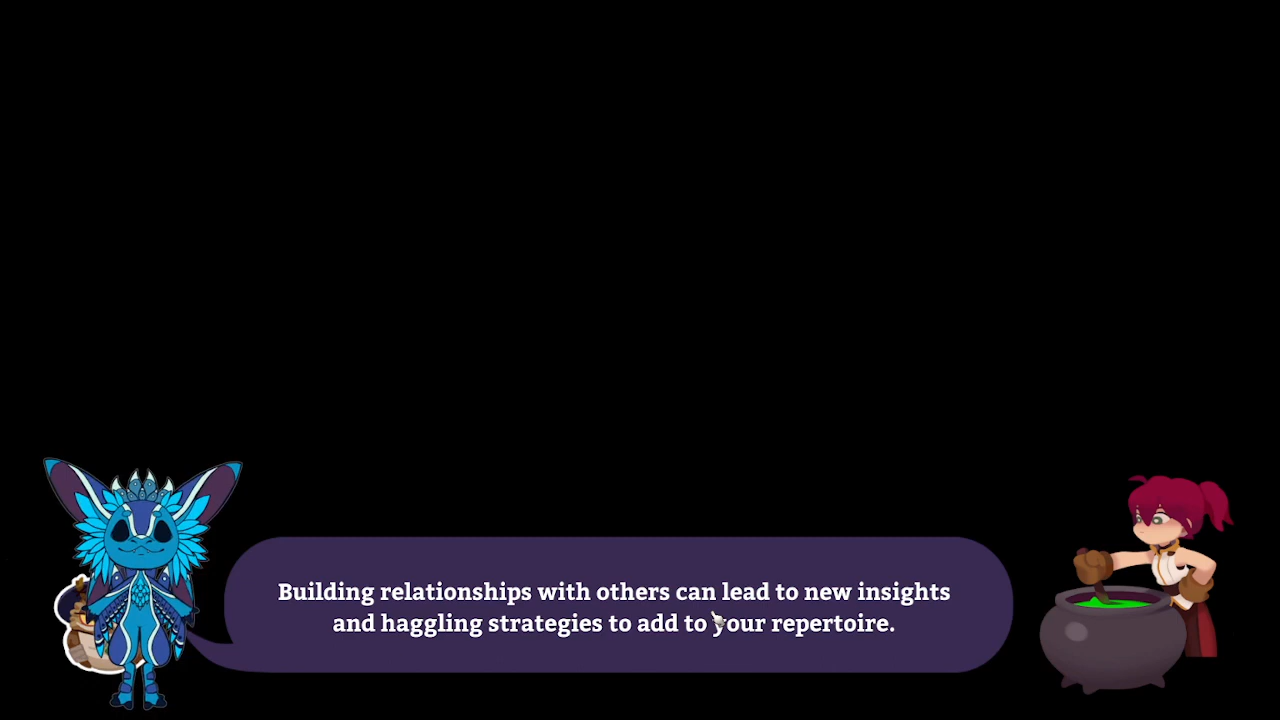 Building relationships with others can lead to new insights
and haggling strategies to add to your repertoire.